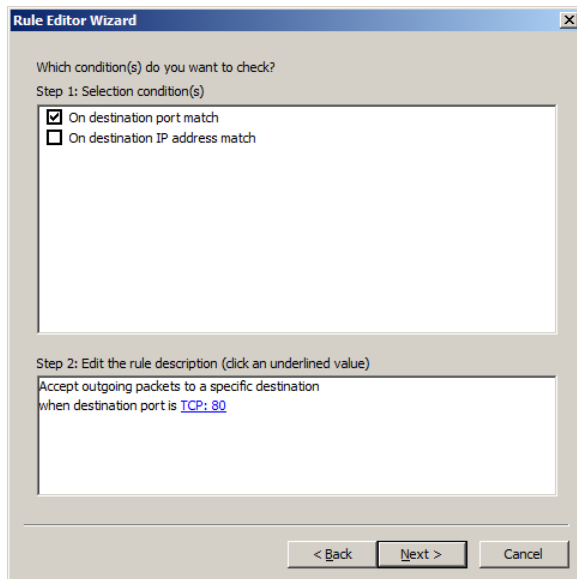 Rule Editor Wizard
Which condition(s) do you want to check?
Step 1: Selection condition(s)
On destination port match
On destination IP address match
Step 2: Edit the rule description (click an underlined value)
Accept outgoing packets to a specific destination
when destination port is TCP: 80
< Back Next > Cancel